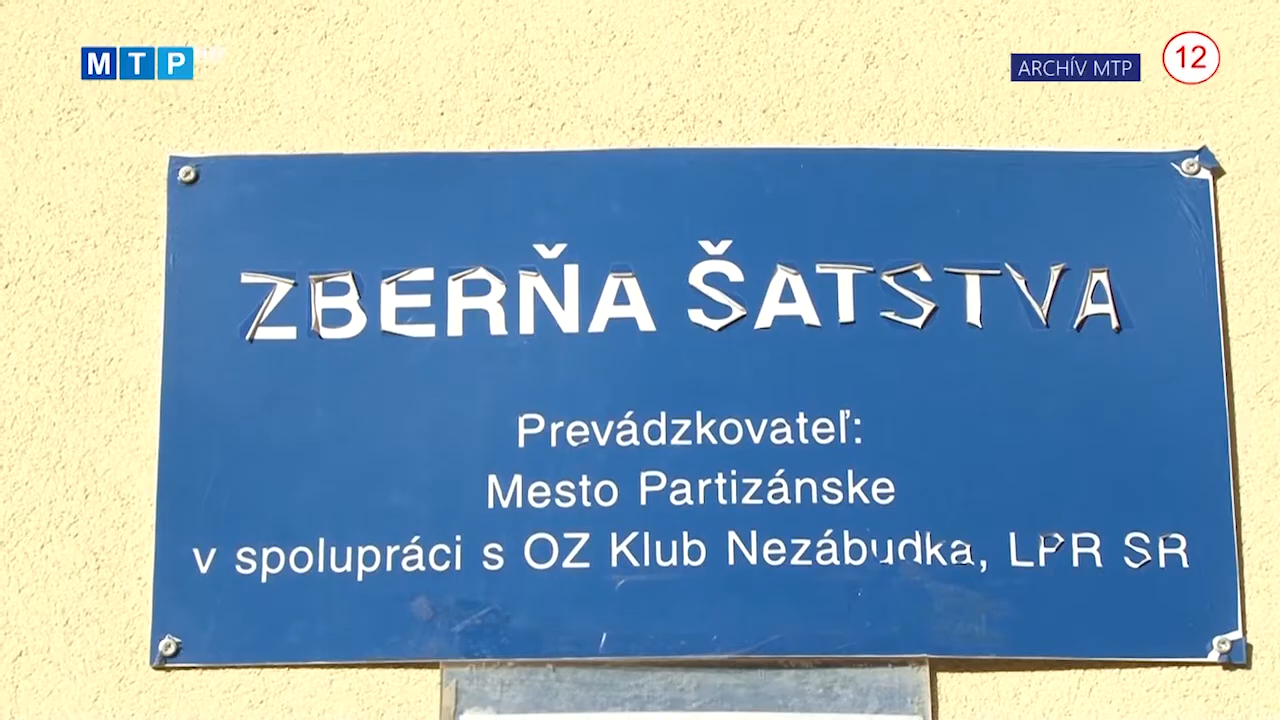 MTP
ARCHÍV MTP
12
ZBERŇA ŠATSTVA
Prevádzkovateľ:
Mesto Partizánske
v spolupráci s OZ Klub Nezábudka, LPR SR